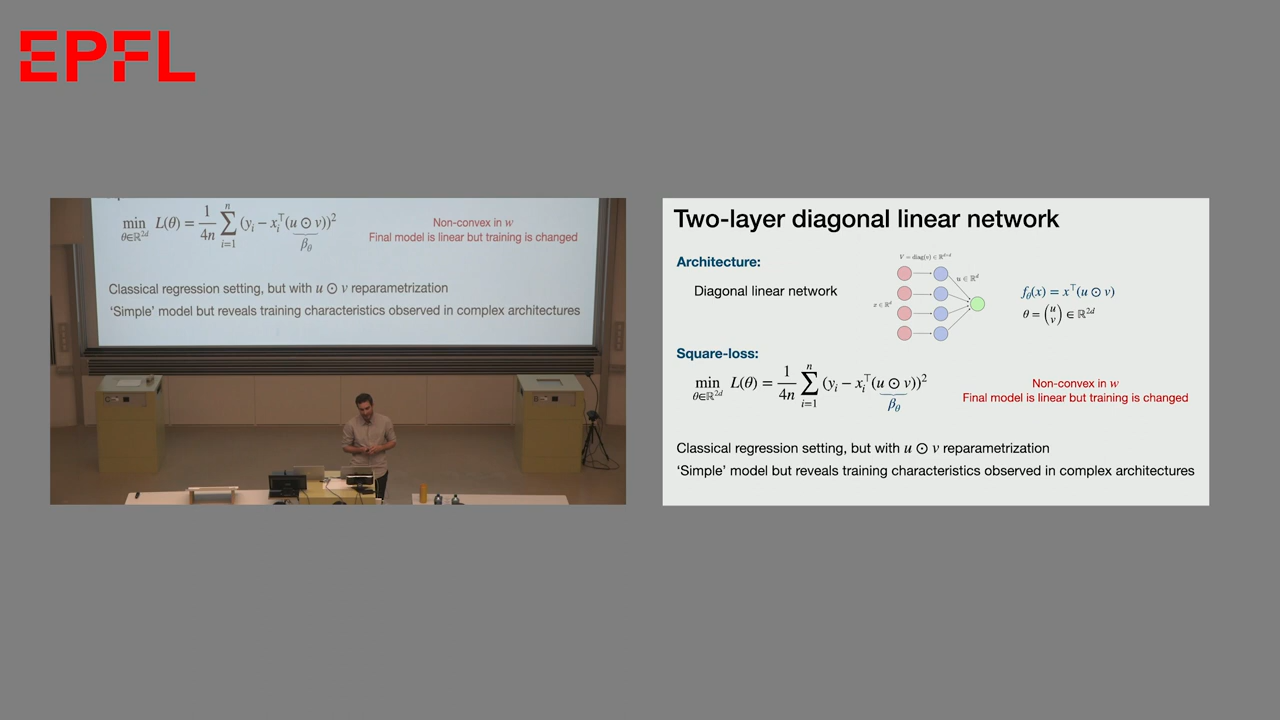 EPFL
min L(θ) = 1/4n ∑ (yᵢ − xᵢ⊤(u ⊙ v))²
θ∈ℝ²ᵈ
i=1
n
βθ
Non-convex in w
Final model is linear but training is changed
Classical regression setting, but with u ⊙ v reparametrization
'Simple' model but reveals training characteristics observed in complex architectures
Two-layer diagonal linear network
Architecture:
Diagonal linear network
V = diag(v) ∈ ℝᵈˣᵈ
u ∈ ℝᵈ
x ∈ ℝᵈ
fθ(x) = x⊤(u ⊙ v)
θ = (u v) ∈ ℝ²ᵈ
Square-loss:
min L(θ) = 1/4n ∑ (yᵢ − xᵢ⊤(u ⊙ v))²
θ∈ℝ²ᵈ
i=1
n
βθ
Non-convex in w
Final model is linear but training is changed
Classical regression setting, but with u ⊙ v reparametrization
'Simple' model but reveals training characteristics observed in complex architectures